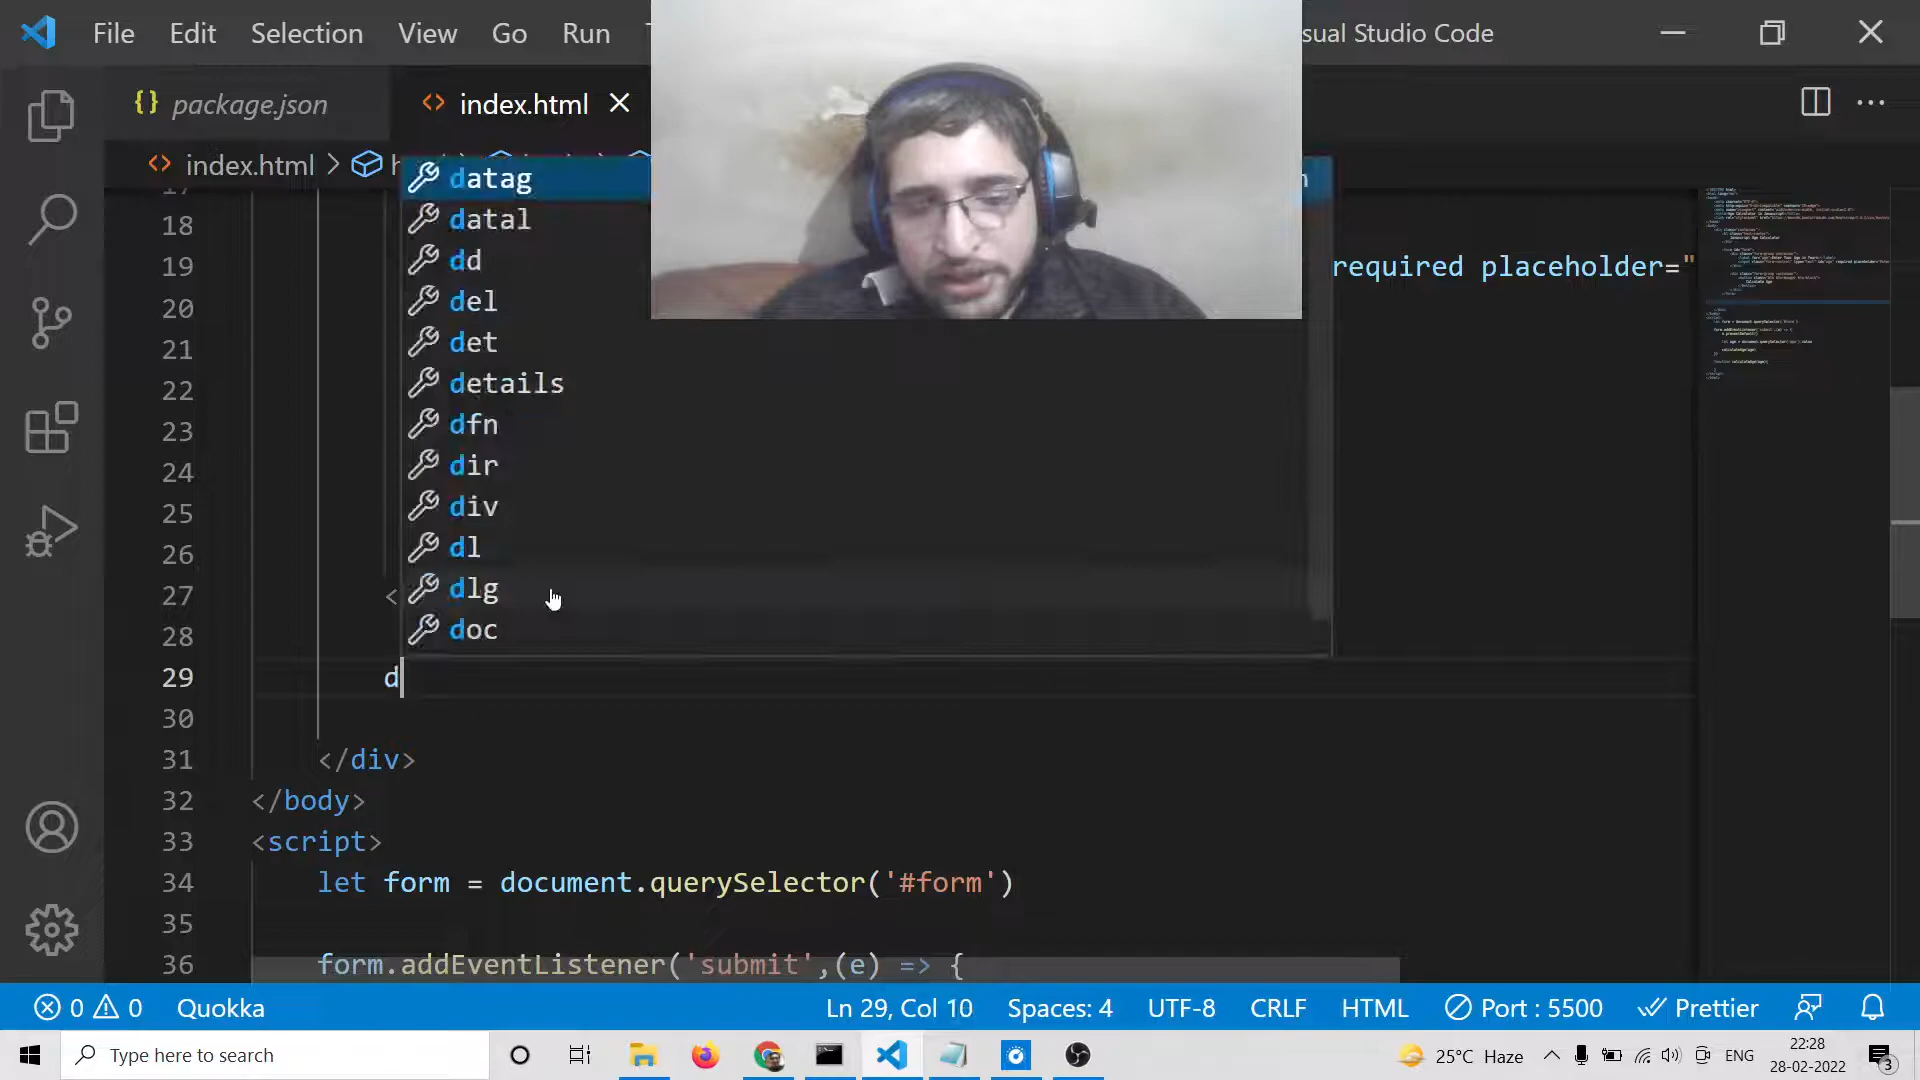 File Edit Selection View Go Run
sual Studio Code
{} package.json
index.html
index.html
datag
datal
dd
del
det
details
dfn
dir
div
dl
dlg
doc
18
19 required placeholder="
20
21
22
23
24
25
26
27 <
28
29 d
30
31 </div>
32 </body>
33 <script>
34 let form = document.querySelector('#form')
35
36 form.addEventListener('submit',(e) => {
0 0 Quokka Ln 29, Col 10 Spaces: 4 UTF-8 CRLF HTML Port : 5500 Prettier
Type here to search
25°C Haze
ENG
22:28
28-02-2022
3